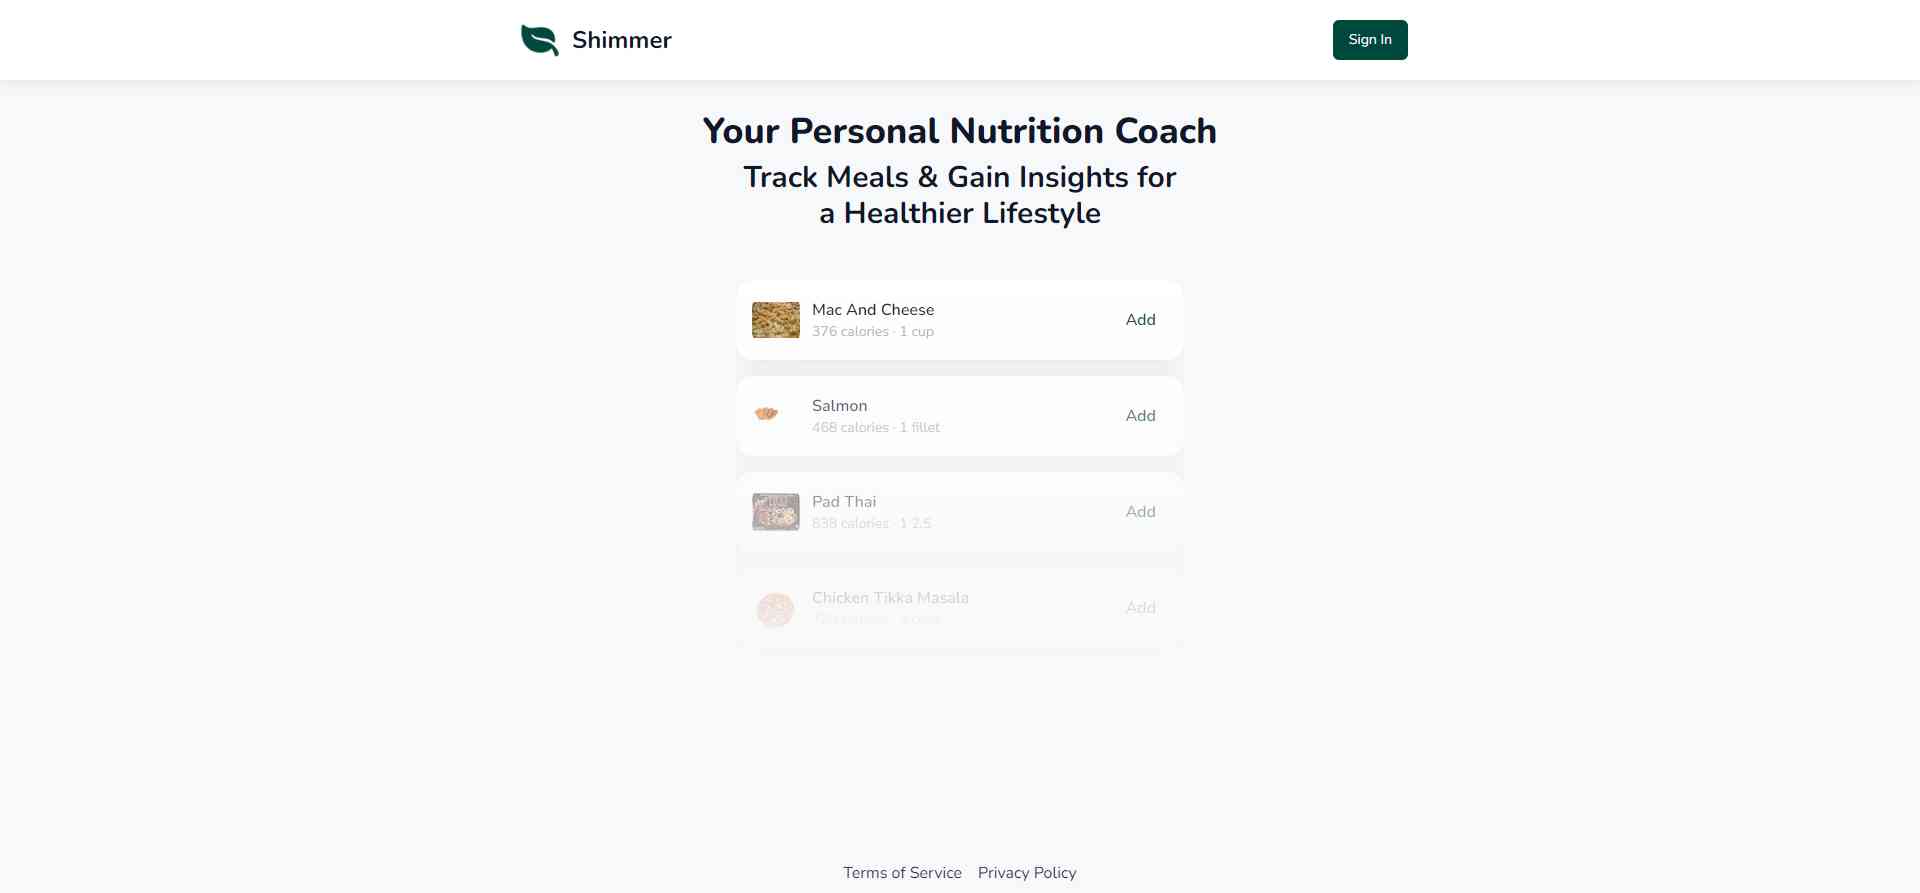 Shimmer
Sign In
Your Personal Nutrition Coach
Track Meals & Gain Insights for
a Healthier Lifestyle
Mac And Cheese
376 calories · 1 cup
Add
Salmon
468 calories · 1 fillet
Add
Pad Thai
838 calories · 1 2.5
Add
Chicken Tikka Masala
Add
Terms of Service
Privacy Policy